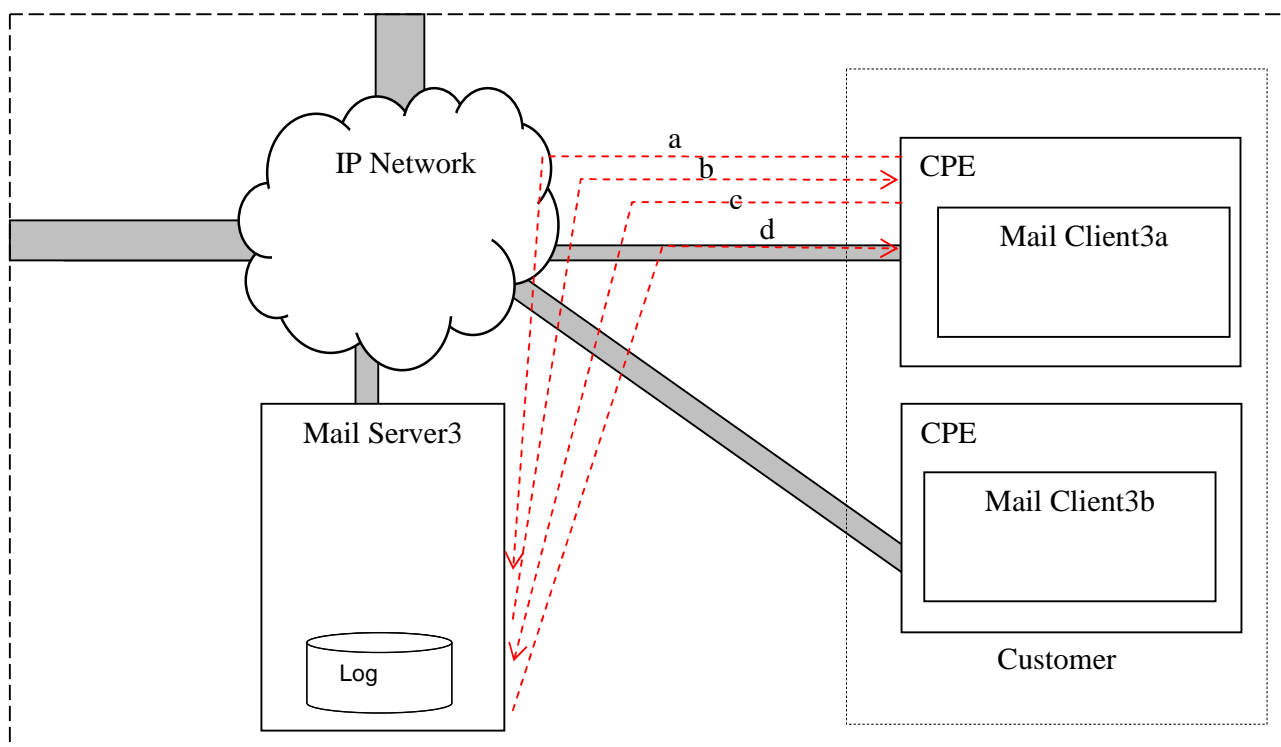 IP Network
a
b
c
d
CPE
Mail Client3a
Mail Server3
Log
CPE
Mail Client3b
Customer